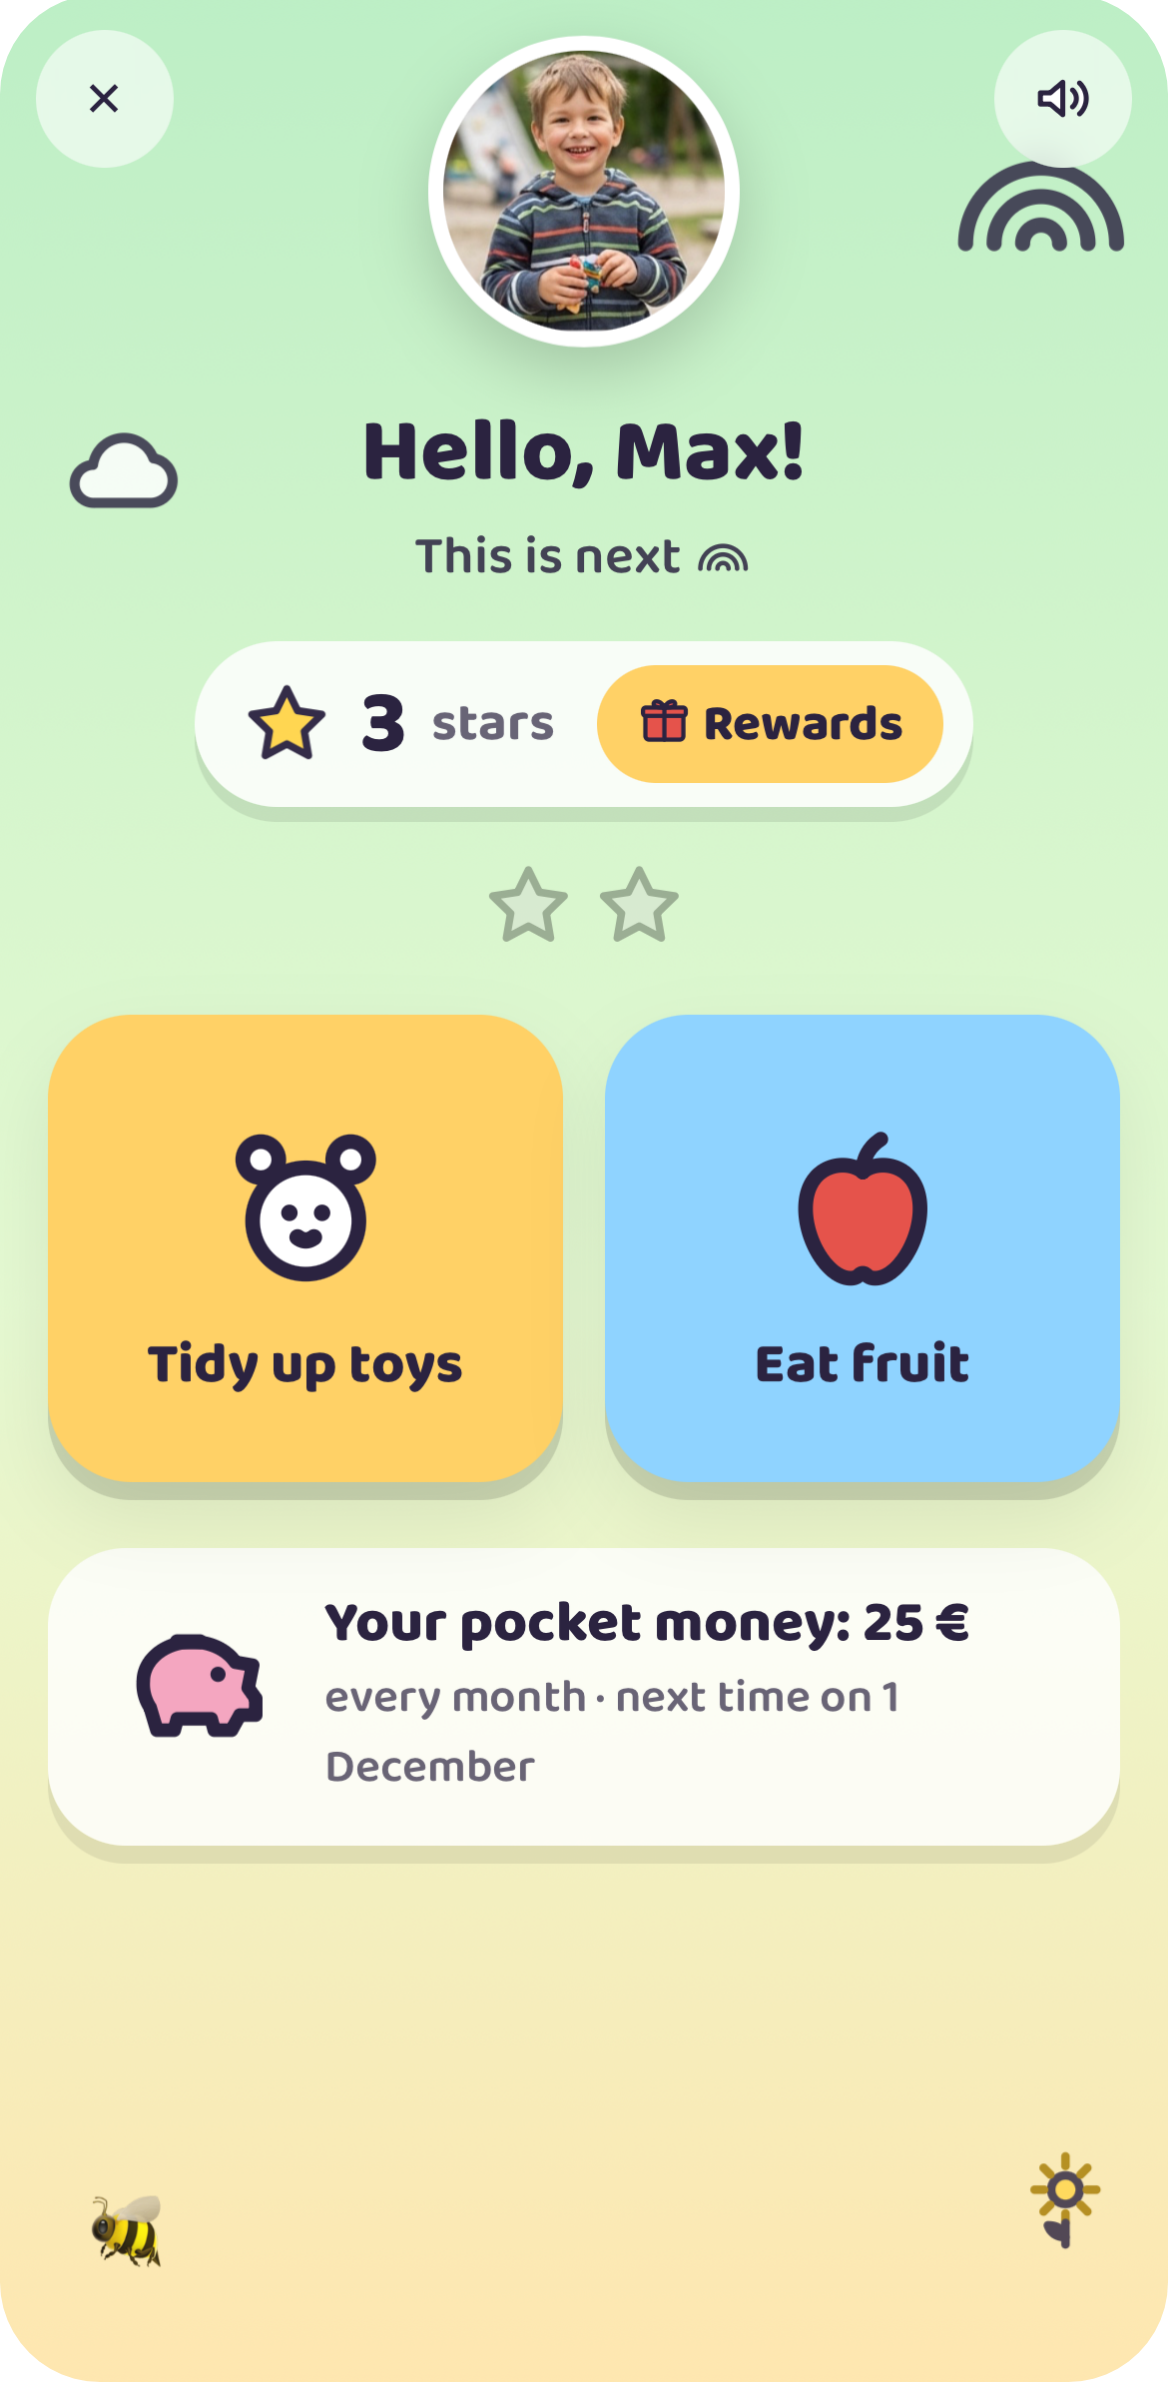 Hello, Max!
This is next
3 stars
Rewards
Tidy up toys
Eat fruit
Your pocket money: 25 €
every month · next time on 1
December